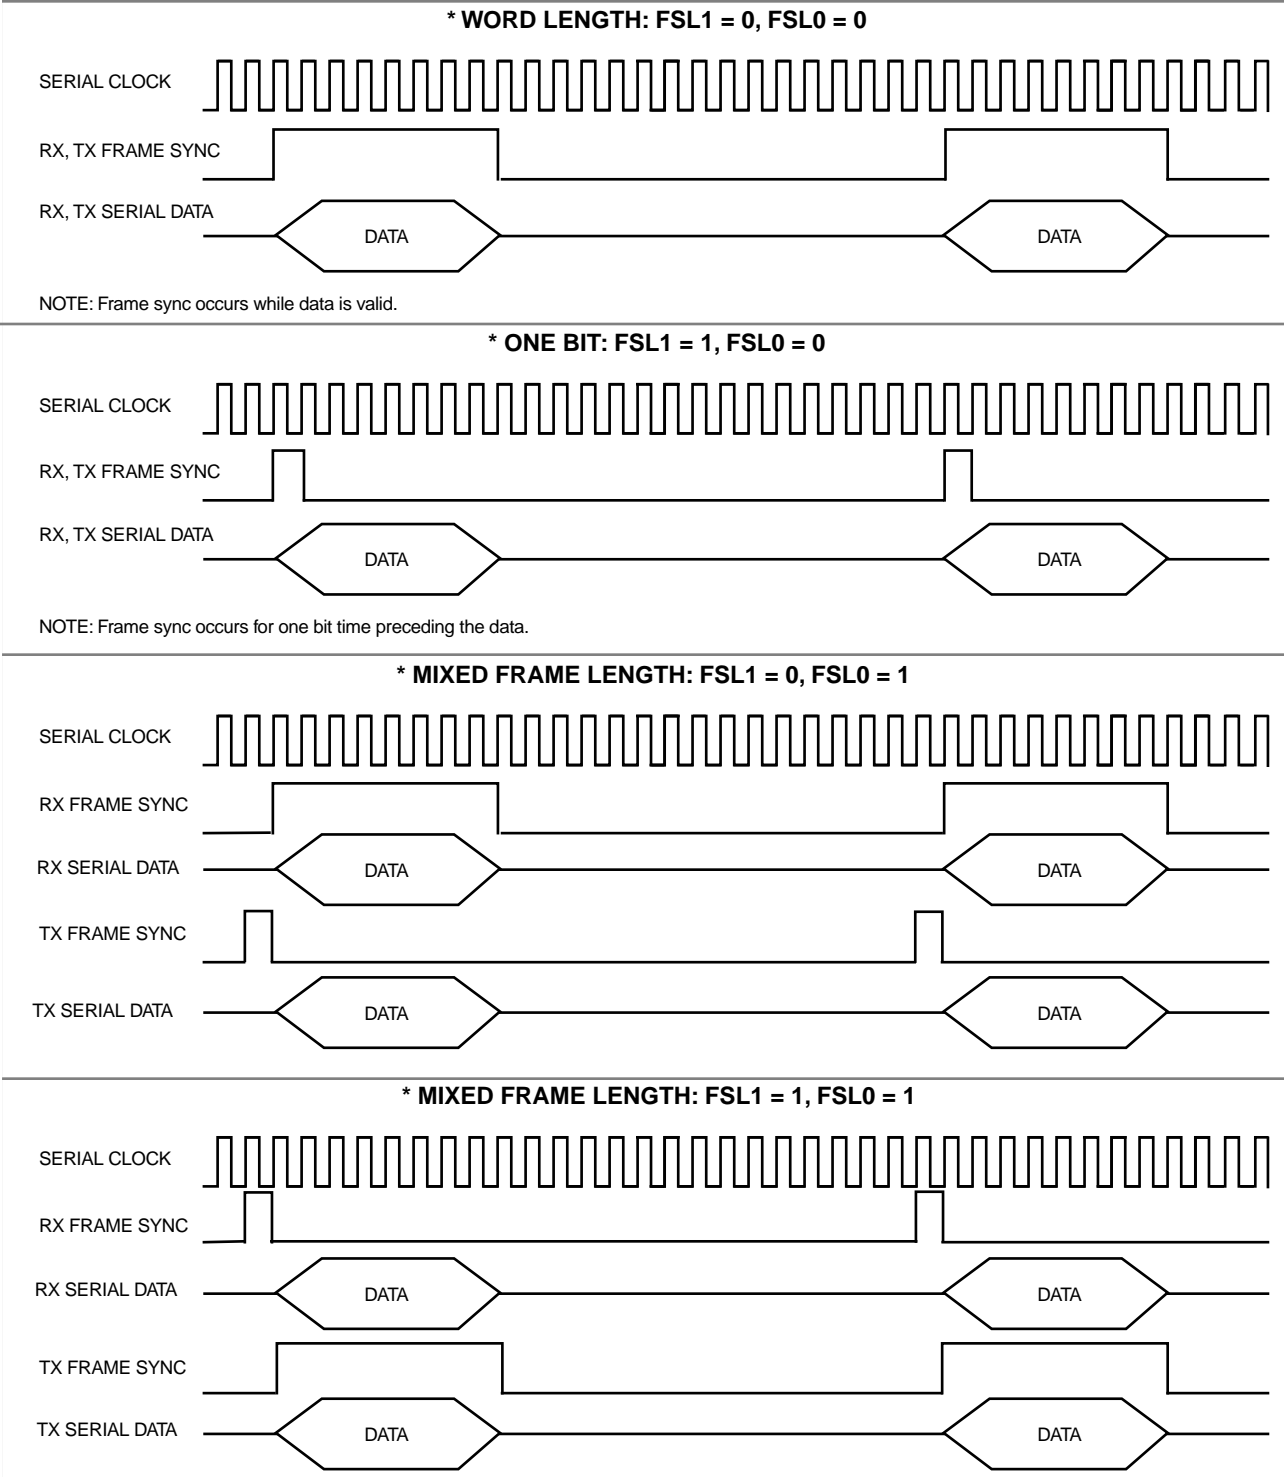 * WORD LENGTH: FSL1 = 0, FSL0 = 0
SERIAL CLOCK
RX, TX FRAME SYNC
RX, TX SERIAL DATA
DATA
DATA
NOTE: Frame sync occurs while data is valid.
* ONE BIT: FSL1 = 1, FSL0 = 0
SERIAL CLOCK
RX, TX FRAME SYNC
RX, TX SERIAL DATA
DATA
DATA
NOTE: Frame sync occurs for one bit time preceding the data.
* MIXED FRAME LENGTH: FSL1 = 0, FSL0 = 1
SERIAL CLOCK
RX FRAME SYNC
RX SERIAL DATA
DATA
DATA
TX FRAME SYNC
TX SERIAL DATA
DATA
DATA
* MIXED FRAME LENGTH: FSL1 = 1, FSL0 = 1
SERIAL CLOCK
RX FRAME SYNC
RX SERIAL DATA
DATA
DATA
TX FRAME SYNC
TX SERIAL DATA
DATA
DATA